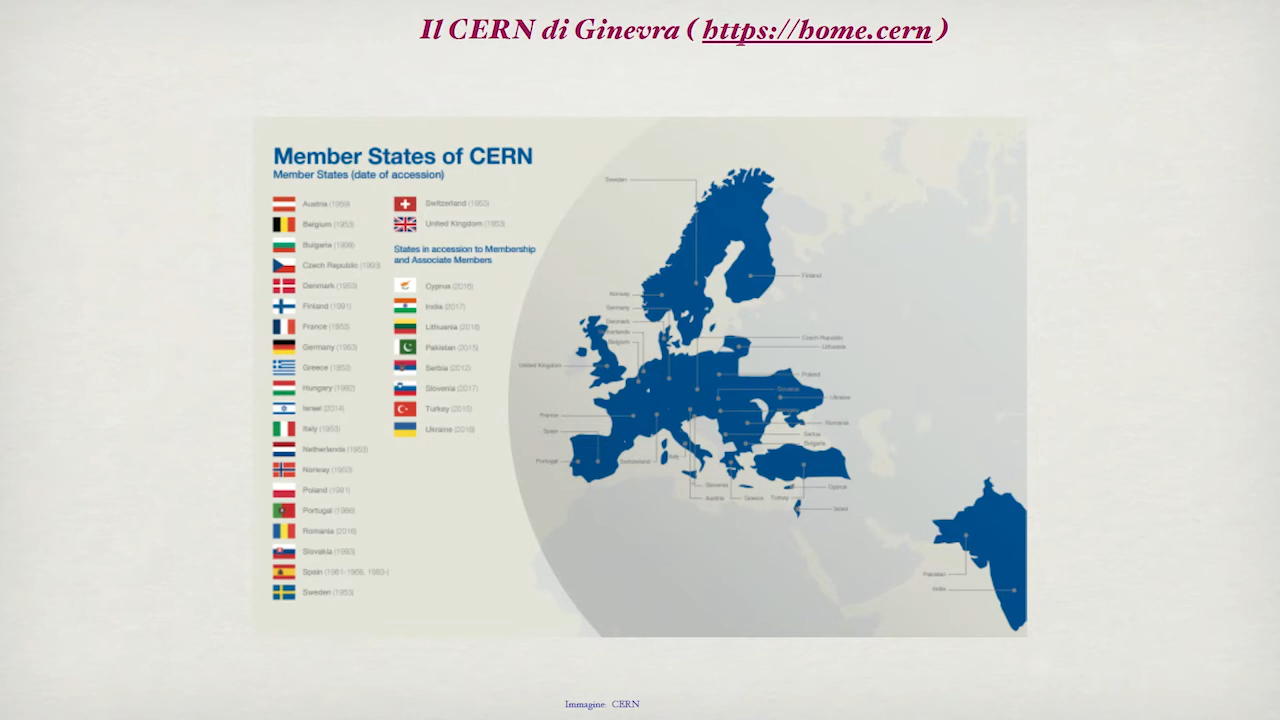 Il CERN di Ginevra ( https://home.cern )
Member States of CERN
Member States (date of accession)
Austria (1959)
Belgium (1953)
Bulgaria (1999)
Czech Republic (1993)
Denmark (1953)
Finland (1991)
France (1953)
Germany (1953)
Greece (1953)
Hungary (1992)
Israel (2014)
Italy (1953)
Netherlands (1953)
Norway (1953)
Poland (1991)
Portugal (1986)
Romania (2016)
Slovakia (1993)
Spain (1961-1968, 1983-)
Sweden (1953)
Switzerland (1953)
United Kingdom (1953)
States in accession to Membership
and Associate Members
Cyprus (2016)
India (2017)
Lithuania (2018)
Pakistan (2015)
Serbia (2012)
Slovenia (2017)
Turkey (2015)
Ukraine (2016)
Sweden
Finland
Norway
Germany
Denmark
Belgium
Czech Republic
Lithuania
United Kingdom
Poland
Slovakia
Ukraine
France
Romania
Spain
Serbia
Bulgaria
Portugal
Switzerland
Italy
Slovenia
Cyprus
Austria
Greece
Turkey
Israel
Pakistan
India
Immagine: CERN